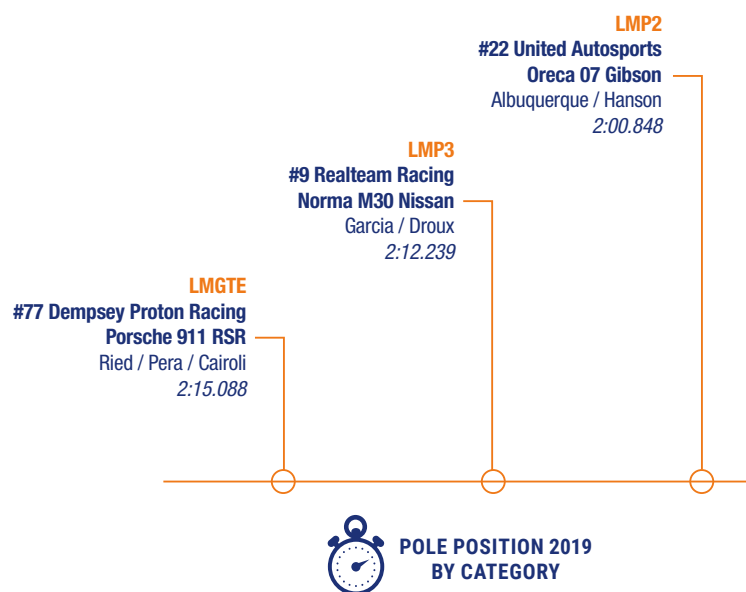 LMP2
#22 United Autosports
Oreca 07 Gibson
Albuquerque / Hanson
2:00.848
LMP3
#9 Realteam Racing
Norma M30 Nissan
Garcia / Droux
2:12.239
LMGTE
#77 Dempsey Proton Racing
Porsche 911 RSR
Ried / Pera / Cairoli
2:15.088
POLE POSITION 2019
BY CATEGORY